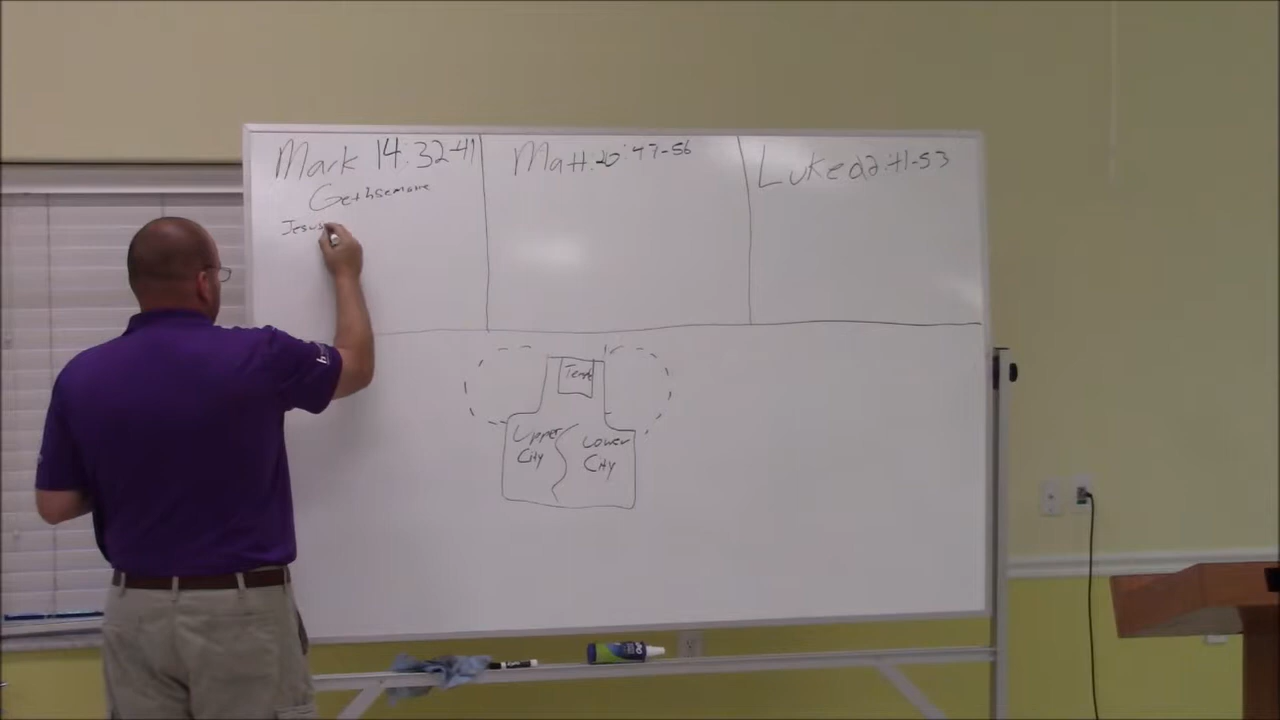 Mark 14:32-41
Gethsemane
Jesus
Matt. 26:47-56
Luke 22:41-53
Temple
Upper
City
Lower
City